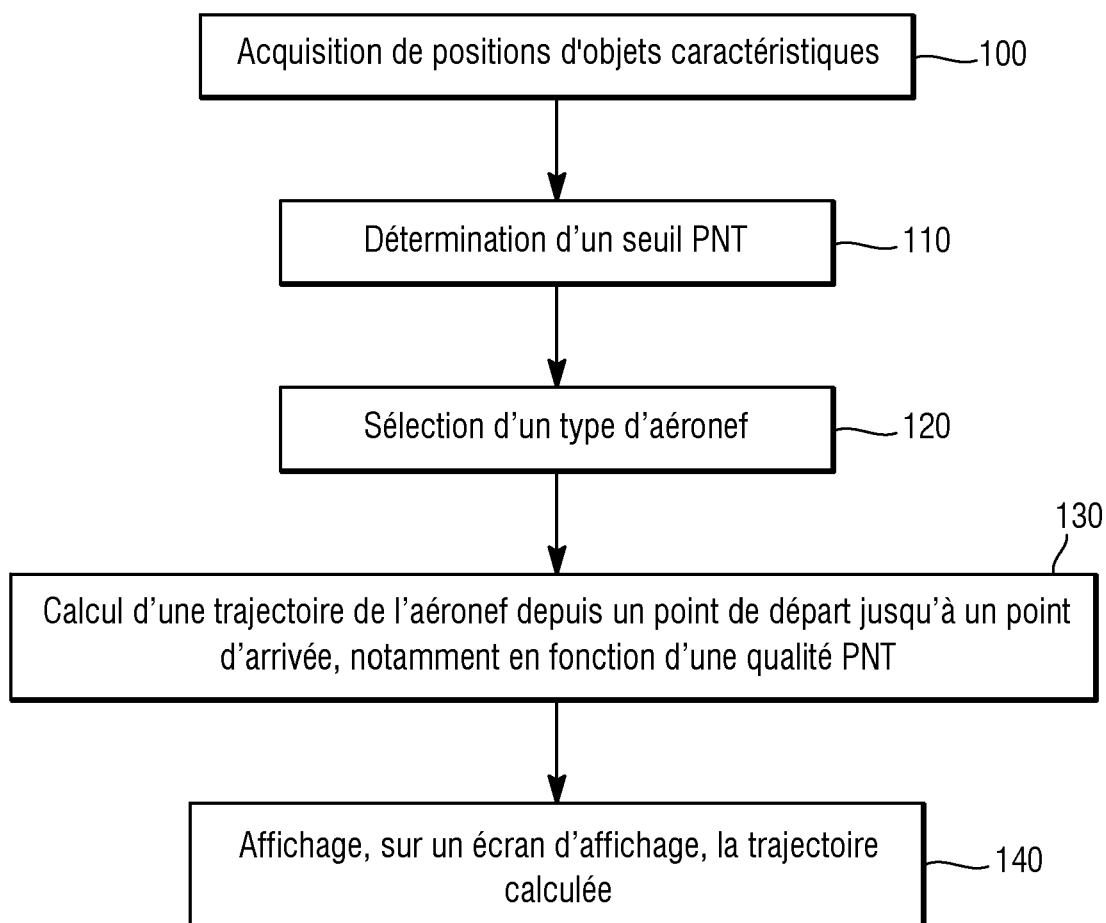 Acquisition de positions d'objets caractéristiques
100
Détermination d’un seuil PNT
110
Sélection d’un type d’aéronef
120
130
Calcul d’une trajectoire de l’aéronef depuis un point de départ jusqu’à un point
d’arrivée, notamment en fonction d’une qualité PNT
Affichage, sur un écran d’affichage, la trajectoire
calculée
140